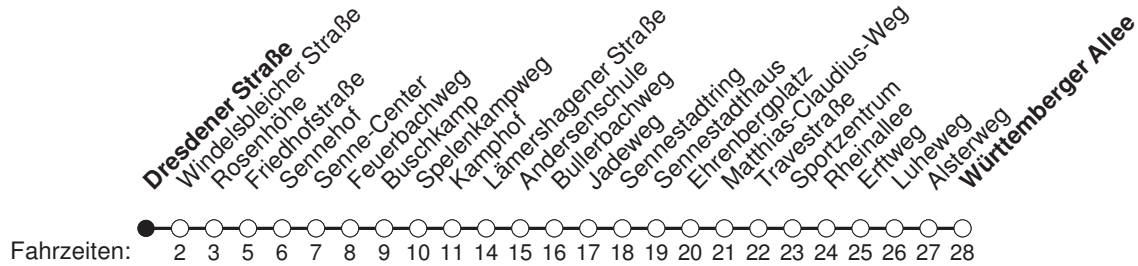 Dresdener Straße
Windelsbleicher Straße
Rosenhöhe
Friedhofstraße
Sennehof
Senne-Center
Feuerbachweg
Buschkamp
Spelenkampweg
Kamphof
Lämershagener Straße
Andersenschule
Bullerbachweg
Jadeweg
Sennestadtring
Sennestadthaus
Ehrenbergplatz
Matthias-Claudius-Weg
Travestraße
Sportzentrum
Rheinallee
Erftweg
Luheweg
Alsterweg
Württemberger Allee
Fahrzeiten: 2 3 5 6 7 8 9 10 11 14 15 16 17 18 19 20 21 22 23 24 25 26 27 28